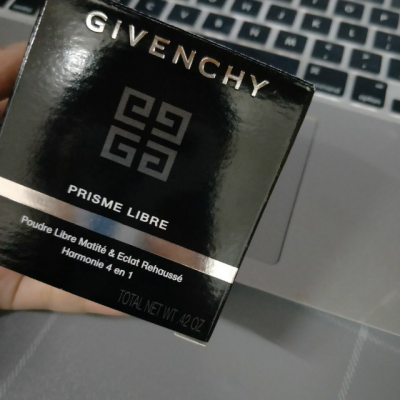 GIVENCHY
PRISME LIBRE
Poudre Libre Matité & Eclat Rehaussé
Harmonie 4 en 1
TOTAL NET WT. .42 OZ